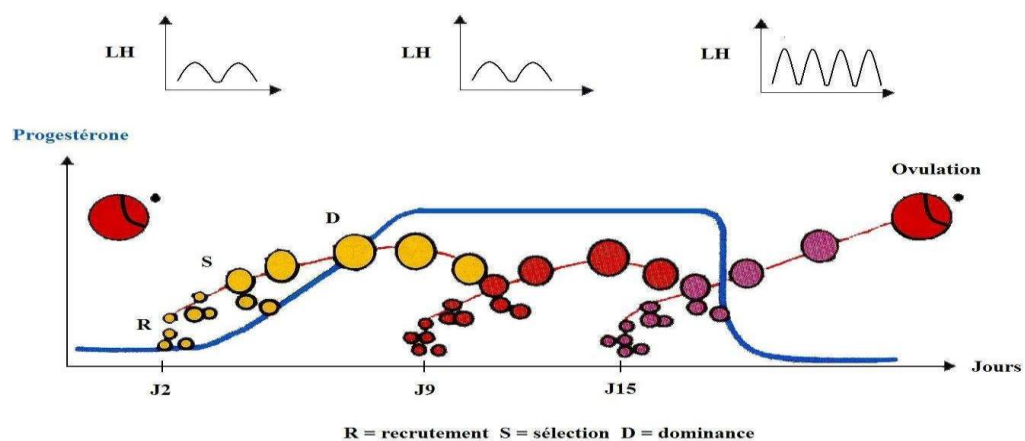 LH
LH
LH
Progestérone
Ovulation
D
S
R
Jours
J2
J9
J15
R = recrutement S = sélection D = dominance